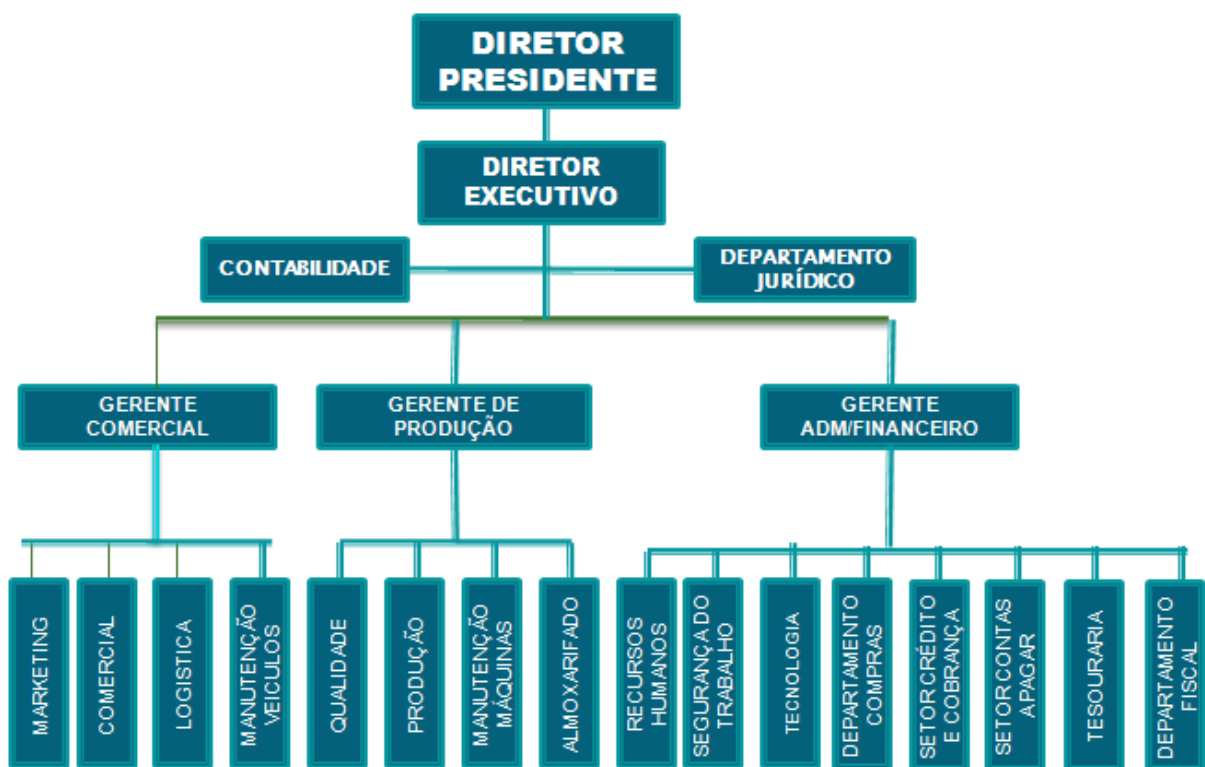 DIRETOR
PRESIDENTE
DIRETOR
EXECUTIVO
CONTABILIDADE
DEPARTAMENTO
JURÍDICO
GERENTE
COMERCIAL
GERENTE DE
PRODUÇÃO
GERENTE
ADM/FINANCEIRO
MARKETING
COMERCIAL
LOGISTICA
MANUTENÇÃO
VEICULOS
QUALIDADE
PRODUÇÃO
MANUTENÇÃO
MÁQUINAS
ALMOXARIFADO
RECURSOS
HUMANOS
SEGURANÇA DO
TRABALHO
TECNOLOGIA
DEPARTAMENTO
COMPRAS
SETOR CRÉDITO
E COBRANÇA
SETOR CONTAS
A PAGAR
TESOURARIA
DEPARTAMENTO
FISCAL